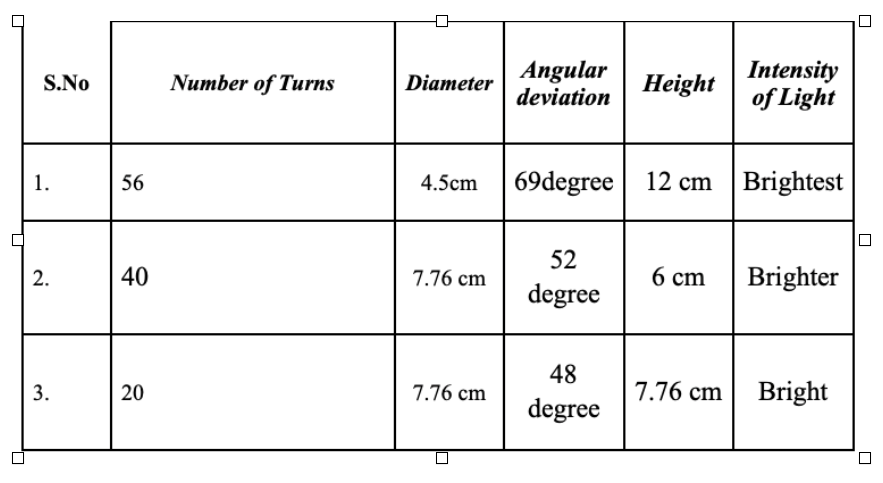 S.No Number of Turns Diameter Angular deviation Height Intensity of Light
1. 56 4.5cm 69degree 12 cm Brightest
2. 40 7.76 cm 52 degree 6 cm Brighter
3. 20 7.76 cm 48 degree 7.76 cm Bright